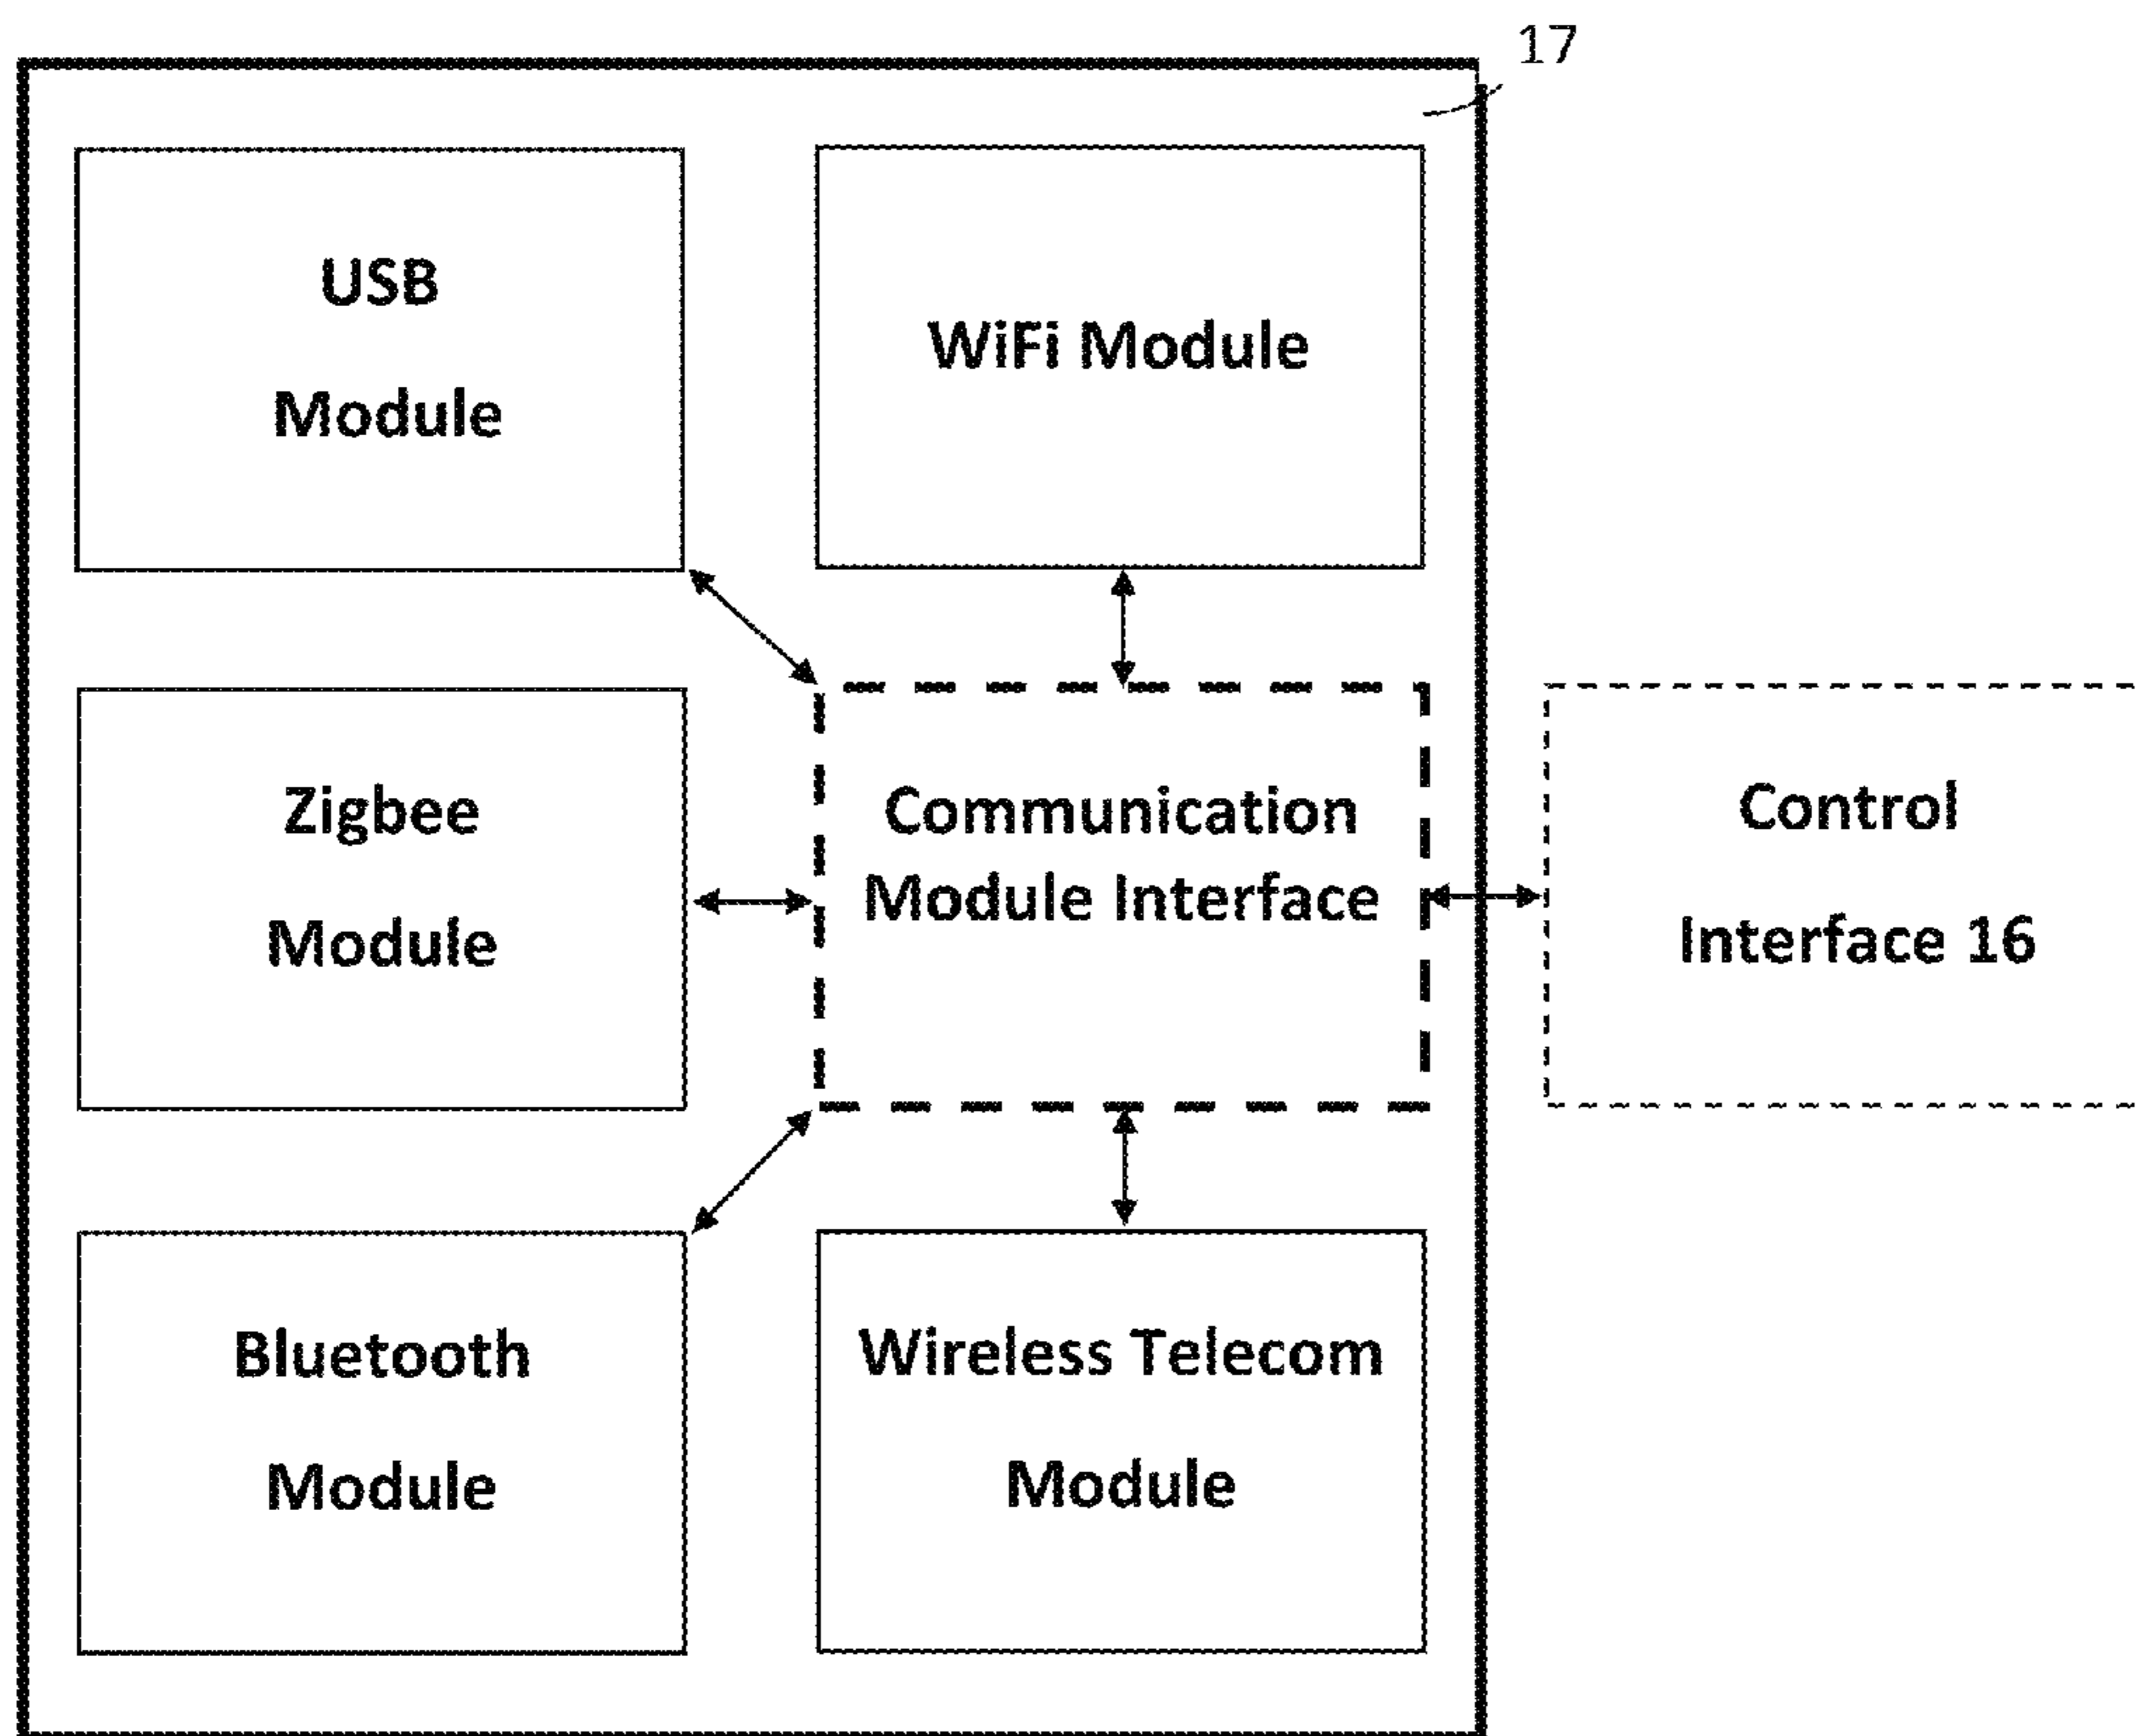 17
USB
Module
WiFi Module
Zigbee
Module
Communication
Module Interface
Control
Interface 16
Bluetooth
Module
Wireless Telecom
Module